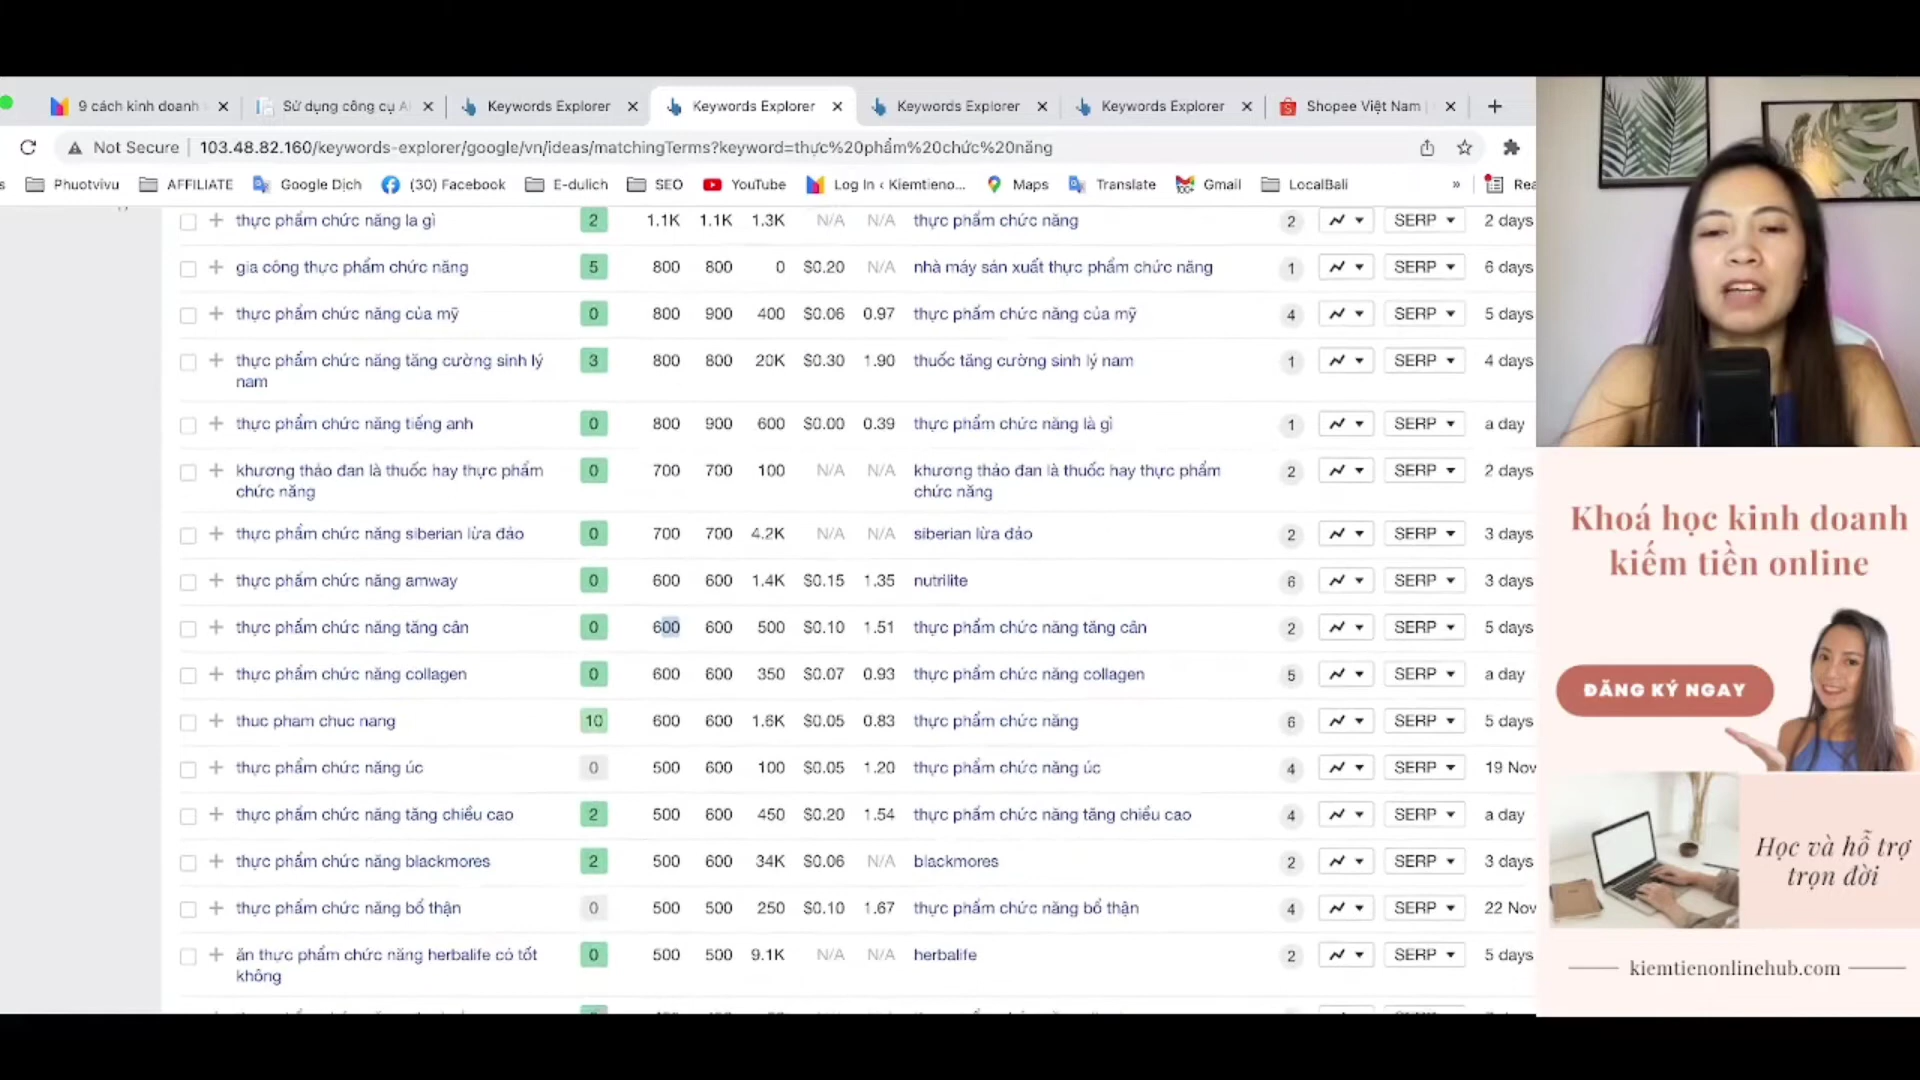 9 cách kinh doanh
Sử dụng công cụ Al
Keywords Explorer
Keywords Explorer
Keywords Explorer
Keywords Explorer
Shopee Việt Nam |
Not Secure
103.48.82.160/keywords-explorer/google/vn/ideas/matchingTerms?keyword=thực%20phẩm%20chức%20năng
s
Phuotvivu
AFFILIATE
Google Dịch
(30) Facebook
E-dulich
SEO
YouTube
Log In ‹ Kiemtieno...
Maps
Translate
Gmail
LocalBali
»
Rea
thực phẩm chức năng la gì 2 1.1K 1.1K 1.3K N/A N/A thực phẩm chức năng 2 SERP 2 days
gia công thực phẩm chức năng 5 800 800 0 $0.20 N/A nhà máy sản xuất thực phẩm chức năng 1 SERP 6 days
thực phẩm chức năng của mỹ 0 800 900 400 $0.06 0.97 thực phẩm chức năng của mỹ 4 SERP 5 days
thực phẩm chức năng tăng cường sinh lý 3 800 800 20K $0.30 1.90 thuốc tăng cường sinh lý nam 1 SERP 4 days
nam
thực phẩm chức năng tiếng anh 0 800 900 600 $0.00 0.39 thực phẩm chức năng là gì 1 SERP a day
khương thảo đan là thuốc hay thực phẩm 0 700 700 100 N/A N/A khương thảo đan là thuốc hay thực phẩm 2 SERP 2 days
chức năng chức năng
thực phẩm chức năng siberian lừa đảo 0 700 700 4.2K N/A N/A siberian lừa đảo 2 SERP 3 days
thực phẩm chức năng amway 0 600 600 1.4K $0.15 1.35 nutrilite 6 SERP 3 days
thực phẩm chức năng tăng cân 0 600 600 500 $0.10 1.51 thực phẩm chức năng tăng cân 2 SERP 5 days
thực phẩm chức năng collagen 0 600 600 350 $0.07 0.93 thực phẩm chức năng collagen 5 SERP a day
thuc pham chuc nang 10 600 600 1.6K $0.05 0.83 thực phẩm chức năng 6 SERP 5 days
thực phẩm chức năng úc 0 500 600 100 $0.05 1.20 thực phẩm chức năng úc 4 SERP 19 Nov
thực phẩm chức năng tăng chiều cao 2 500 500 450 $0.20 1.54 thực phẩm chức năng tăng chiều cao 4 SERP a day
thực phẩm chức năng blackmores 2 500 600 34K $0.06 N/A blackmores 2 SERP 3 days
thực phẩm chức năng bổ thận 0 500 500 250 $0.10 1.67 thực phẩm chức năng bổ thận 4 SERP 22 Nov
ăn thực phẩm chức năng herbalife có tốt 0 500 500 9.1K N/A N/A herbalife 2 SERP 5 days
không
Khoá học kinh doanh
kiếm tiền online
ĐĂNG KÝ NGAY
Học và hỗ trợ
trọn đời
kiemtienonlinehub.com